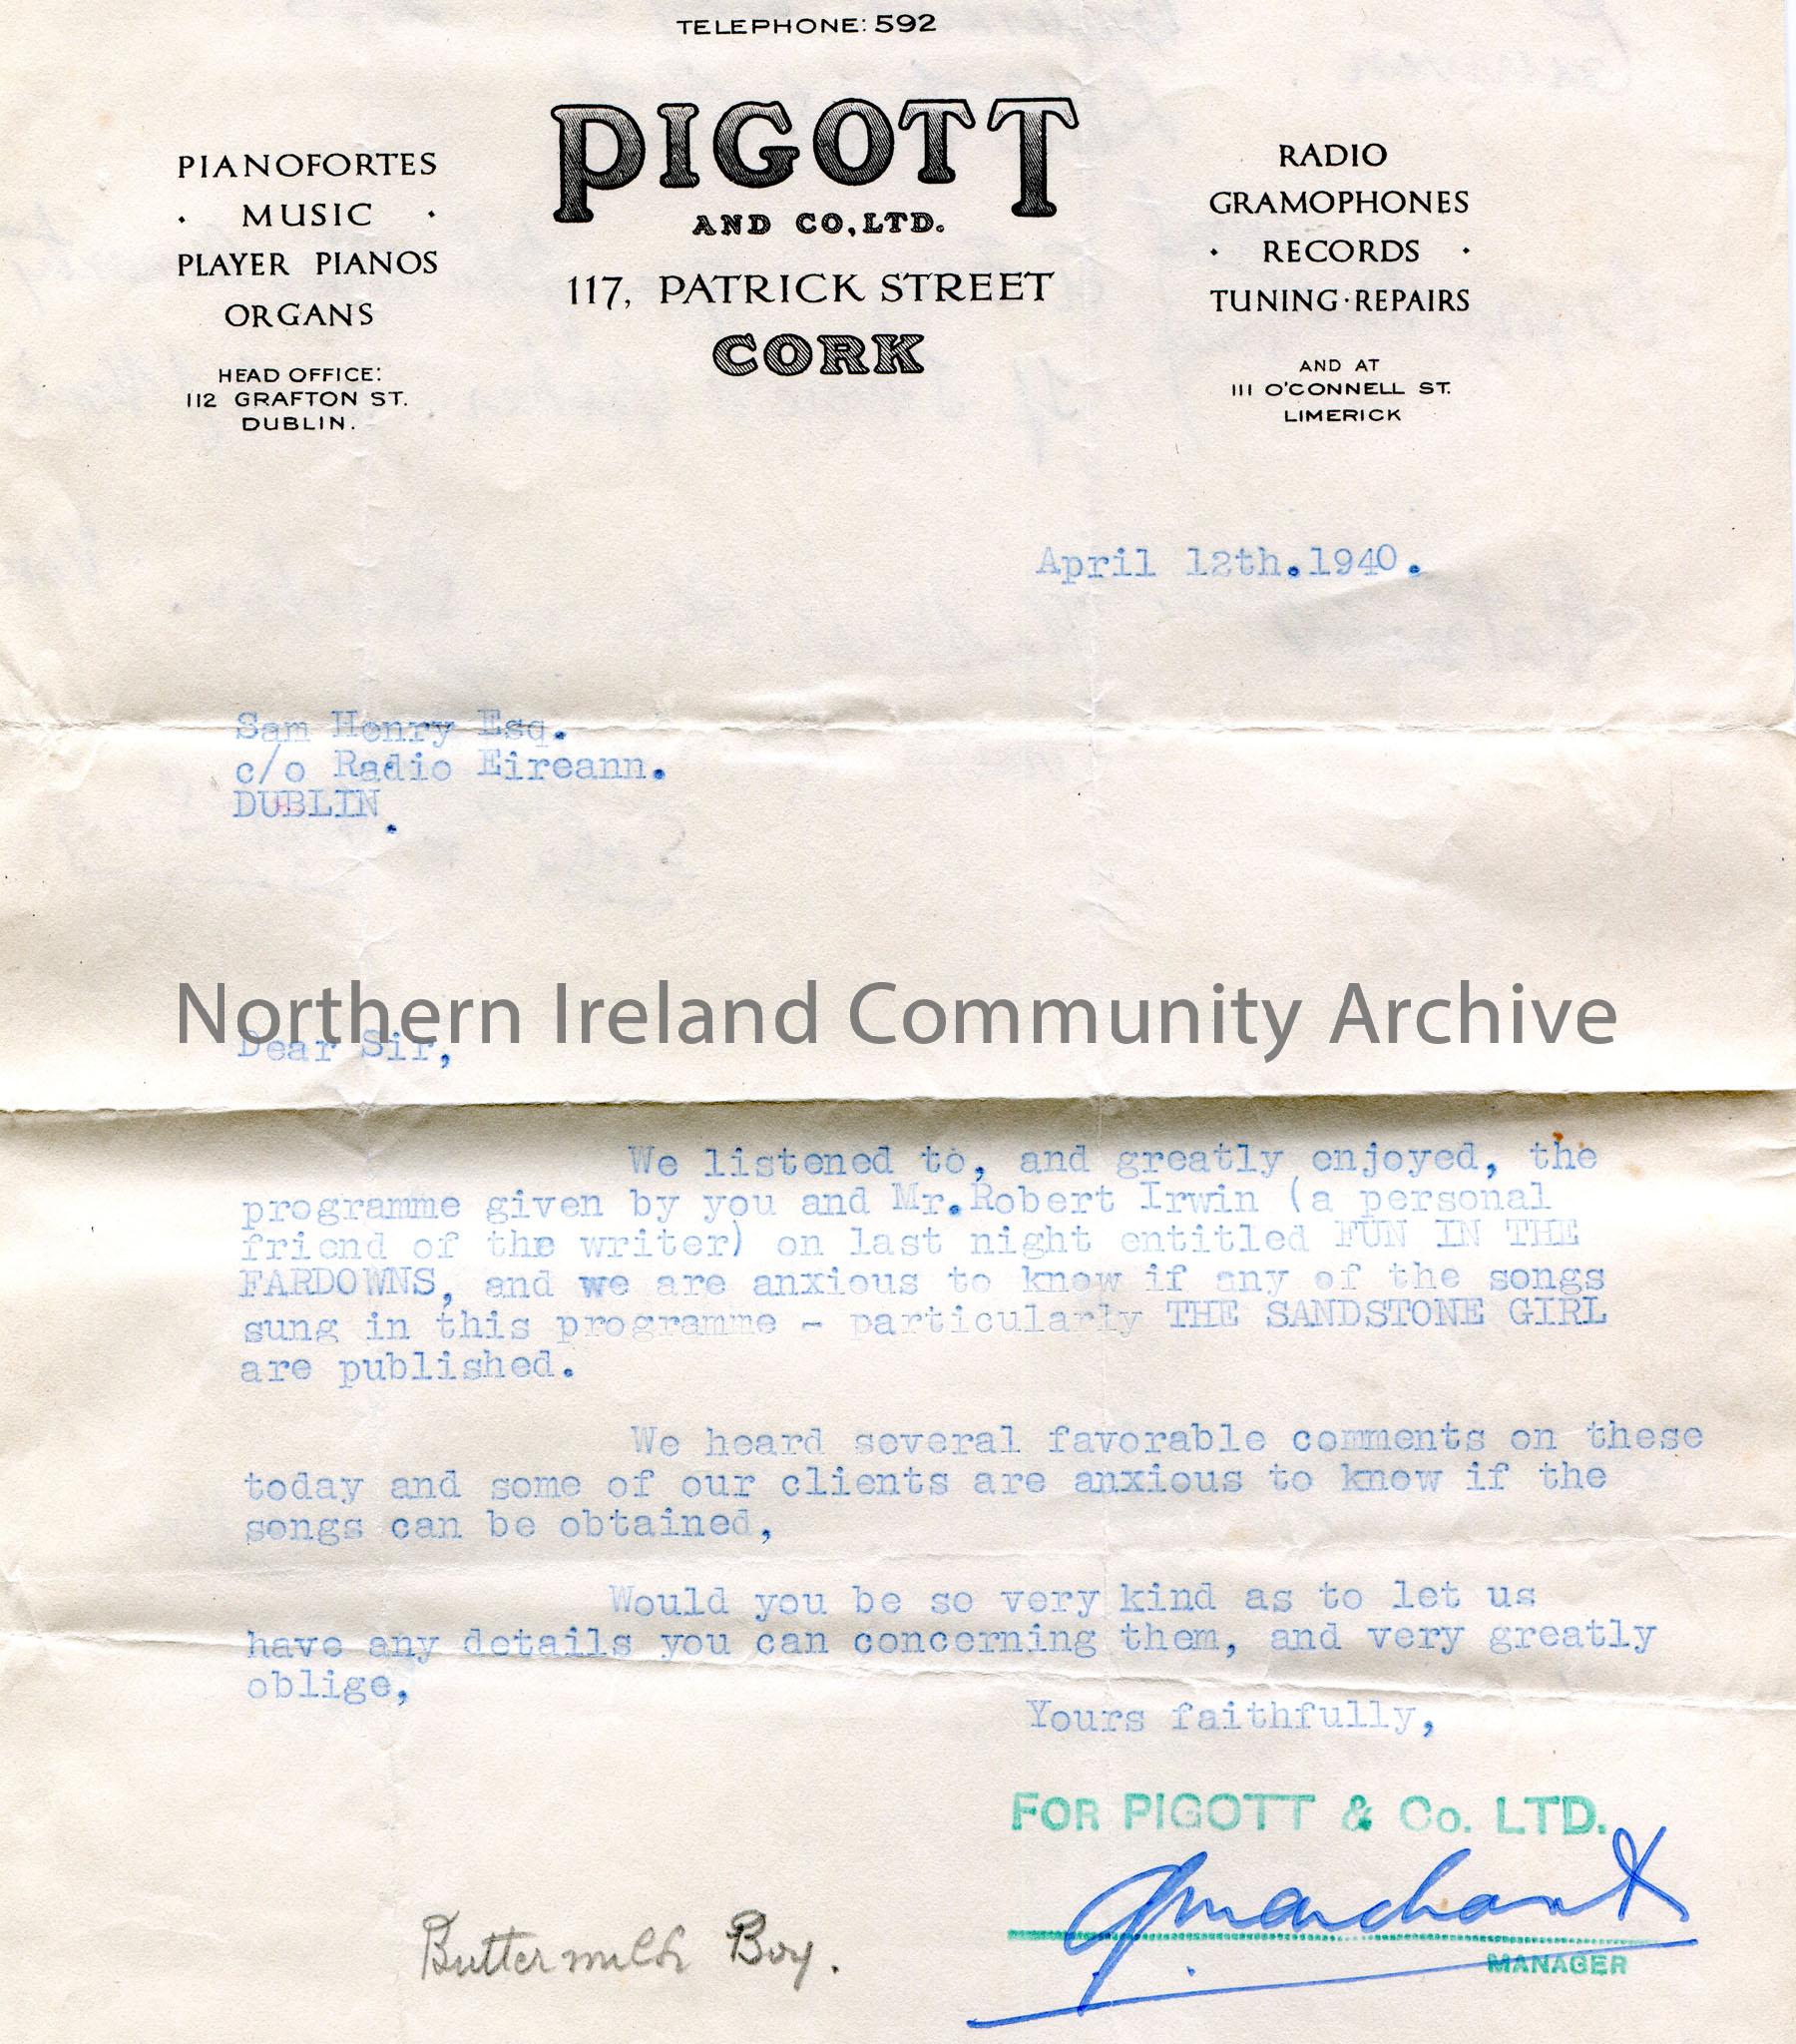 TELEPHONE: 592
PIGOTT
AND CO, LTD.
117, PATRICK STREET
CORK
PIANOFORTES
· MUSIC ·
PLAYER PIANOS
ORGANS
HEAD OFFICE:
112 GRAFTON ST.
DUBLIN.
RADIO
GRAMOPHONES
· RECORDS ·
TUNING·REPAIRS
AND AT
111 O'CONNELL ST.
LIMERICK
April 12th.1940.
Sam Henry Esq.
c/o Radio Eireann.
DUBLIN.
Northern Ireland Community Archive
Dear Sir,
We listened to, and greatly enjoyed, the
programme given by you and Mr.Robert Irwin (a personal
friend of the writer) on last night entitled FUN IN THE
FARDOWNS, and we are anxious to know if any of the songs
sung in this programme - particularly THE SANDSTONE GIRL
are published.
We heard several favorable comments on these
today and some of our clients are anxious to know if the
songs can be obtained,
Would you be so very kind as to let us
have any details you can concerning them, and very greatly
oblige,
Yours faithfully,
FOR PIGOTT & Co. LTD.
MANAGER
Buttermilk Boy.